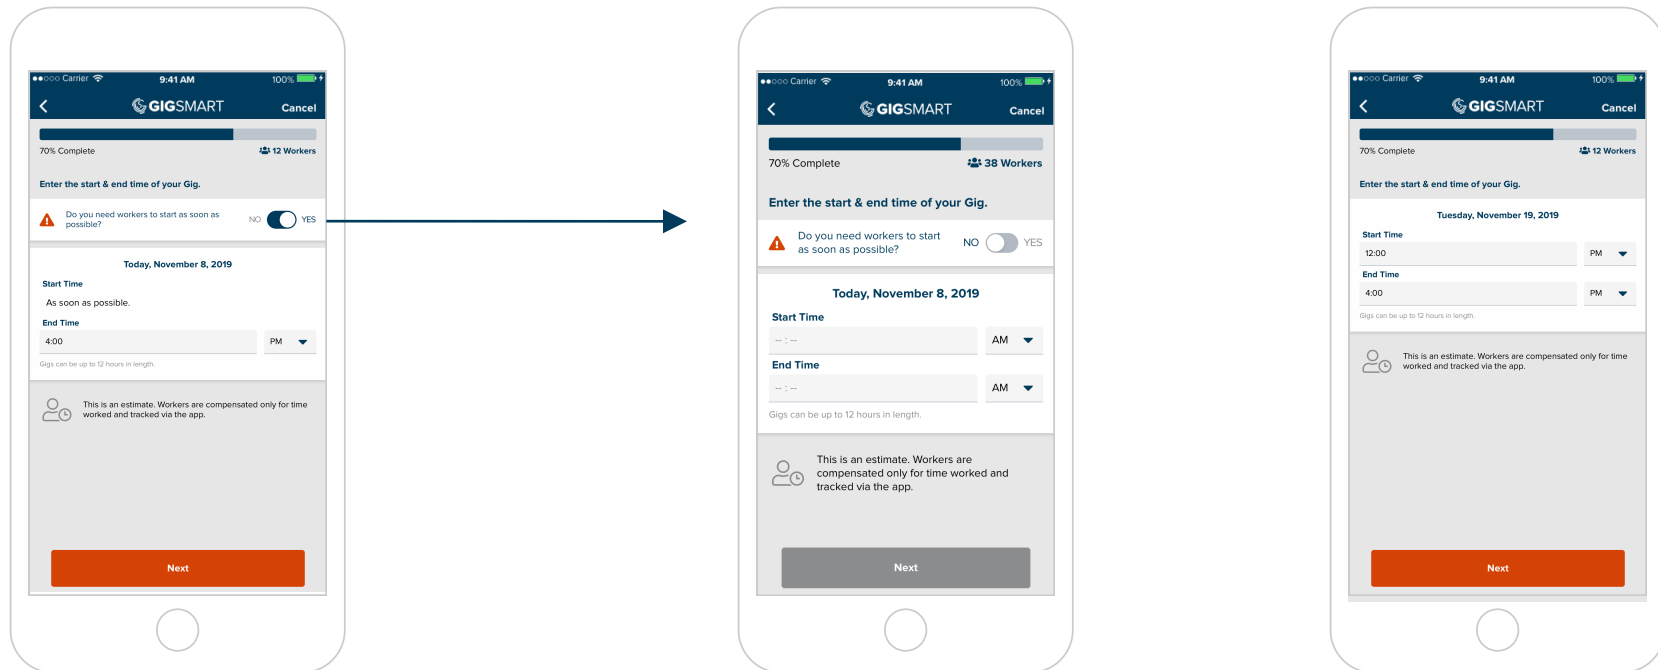 ●●○○○ Carrier 9:41 AM 100%
GIGSMART Cancel
70% Complete 12 Workers
Enter the start & end time of your Gig.
Do you need workers to start as soon as
possible?
NO YES
Today, November 8, 2019
Start Time
As soon as possible.
End Time
4:00 PM
Gigs can be up to 12 hours in length.
This is an estimate. Workers are compensated only for time
worked and tracked via the app.
Next
●●○○○ Carrier 9:41 AM 100%
GIGSMART Cancel
70% Complete 38 Workers
Enter the start & end time of your Gig.
Do you need workers to start
as soon as possible?
NO YES
Today, November 8, 2019
Start Time
-- : -- AM
End Time
-- : -- AM
Gigs can be up to 12 hours in length.
This is an estimate. Workers are
compensated only for time worked and
tracked via the app.
Next
●●○○○ Carrier 9:41 AM 100%
GIGSMART Cancel
70% Complete 12 Workers
Enter the start & end time of your Gig.
Tuesday, November 19, 2019
Start Time
12:00 PM
End Time
4:00 PM
Gigs can be up to 12 hours in length.
This is an estimate. Workers are compensated only for time
worked and tracked via the app.
Next